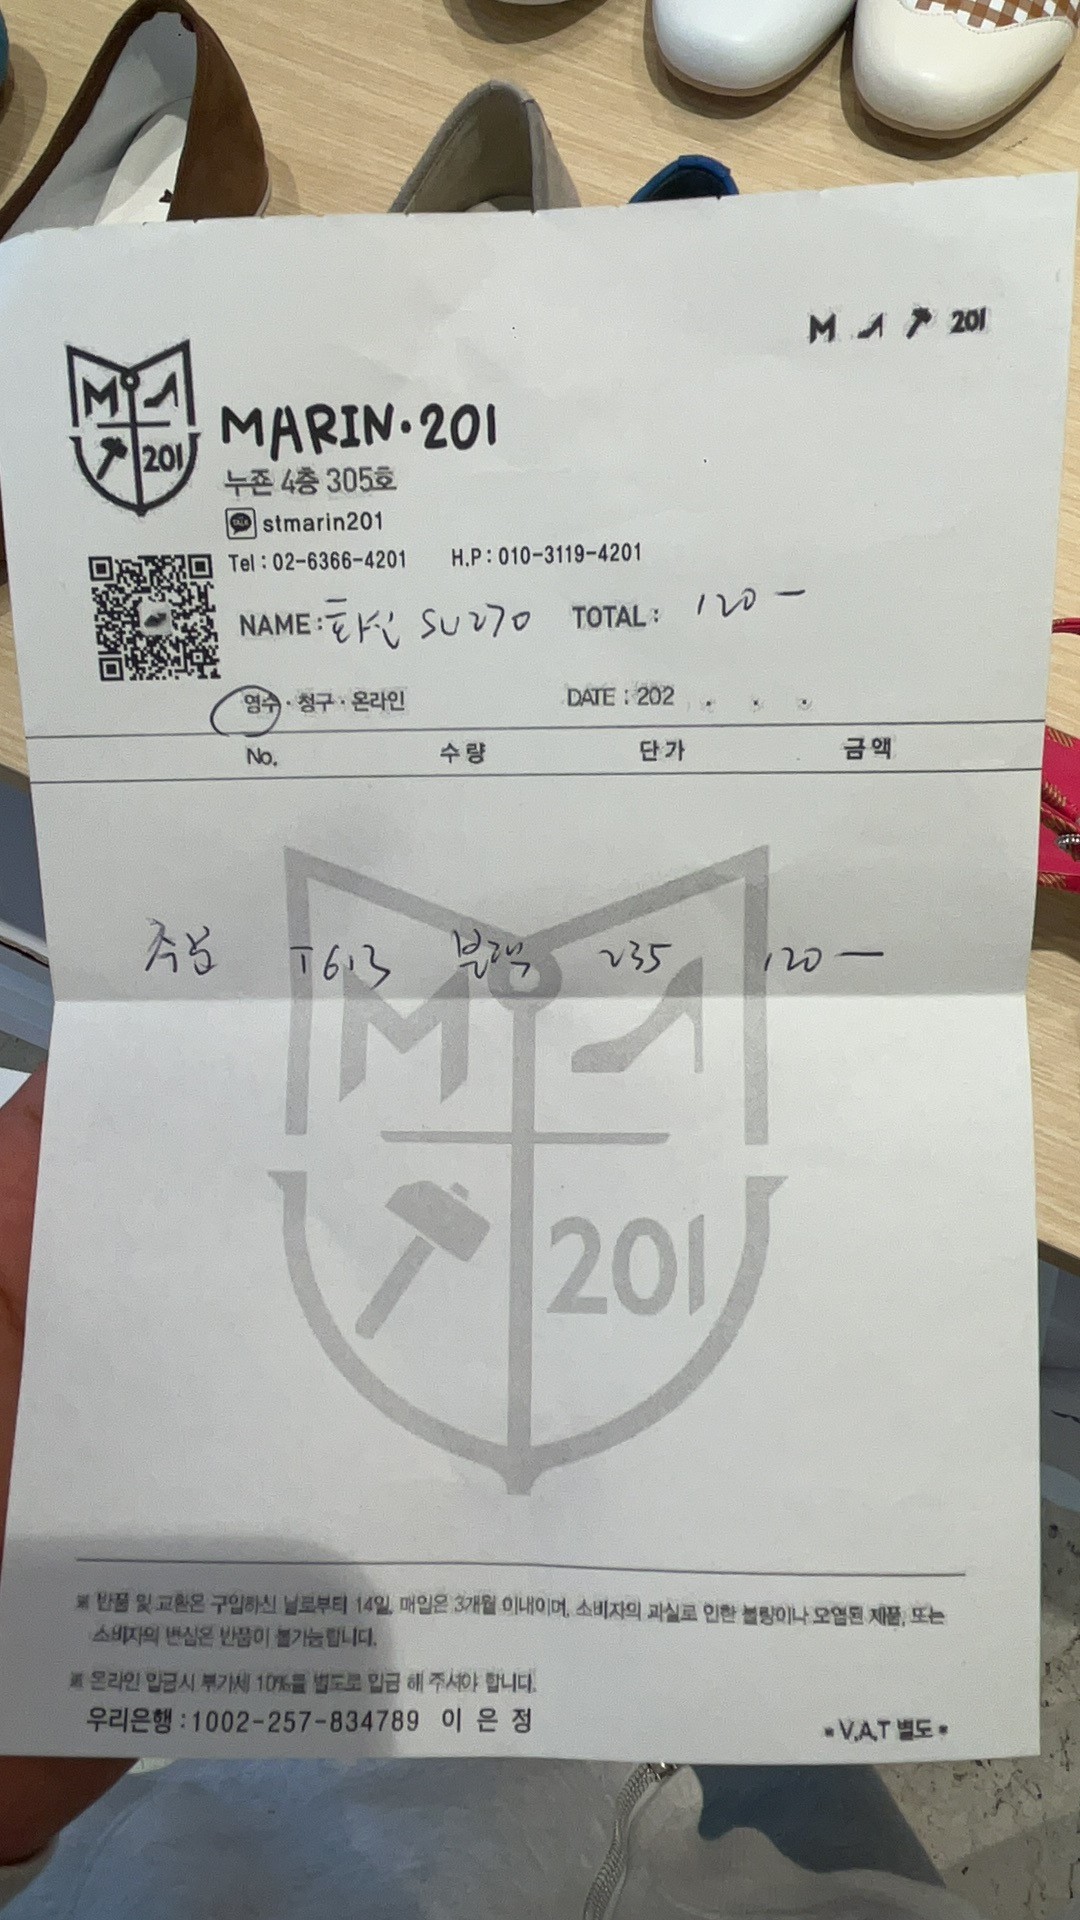 M 201
M
201
MARIN·201
누죤 4층 305호
TALK stmarin201
Tel : 02-6366-4201 H.P : 010-3119-4201
NAME : 화신 SU270 TOTAL : 120 —
영수 · 청구 · 온라인 DATE : 202 . . .
No. 수량 단가 금액
T613 블랙 235 120 —
M
201
※ 반품 및 교환은 구입하신 날로부터 14일, 매입은 3개월 이내이며, 소비자의 과실로 인한 불량이나 오염된 제품, 또는
소비자의 변심은 반품이 불가능합니다.
※ 온라인 입금시 부가세 10%를 별도로 입금 해 주셔야 합니다.
우리은행 : 1002-257-834789 이 은 정
* V.A.T 별도 *